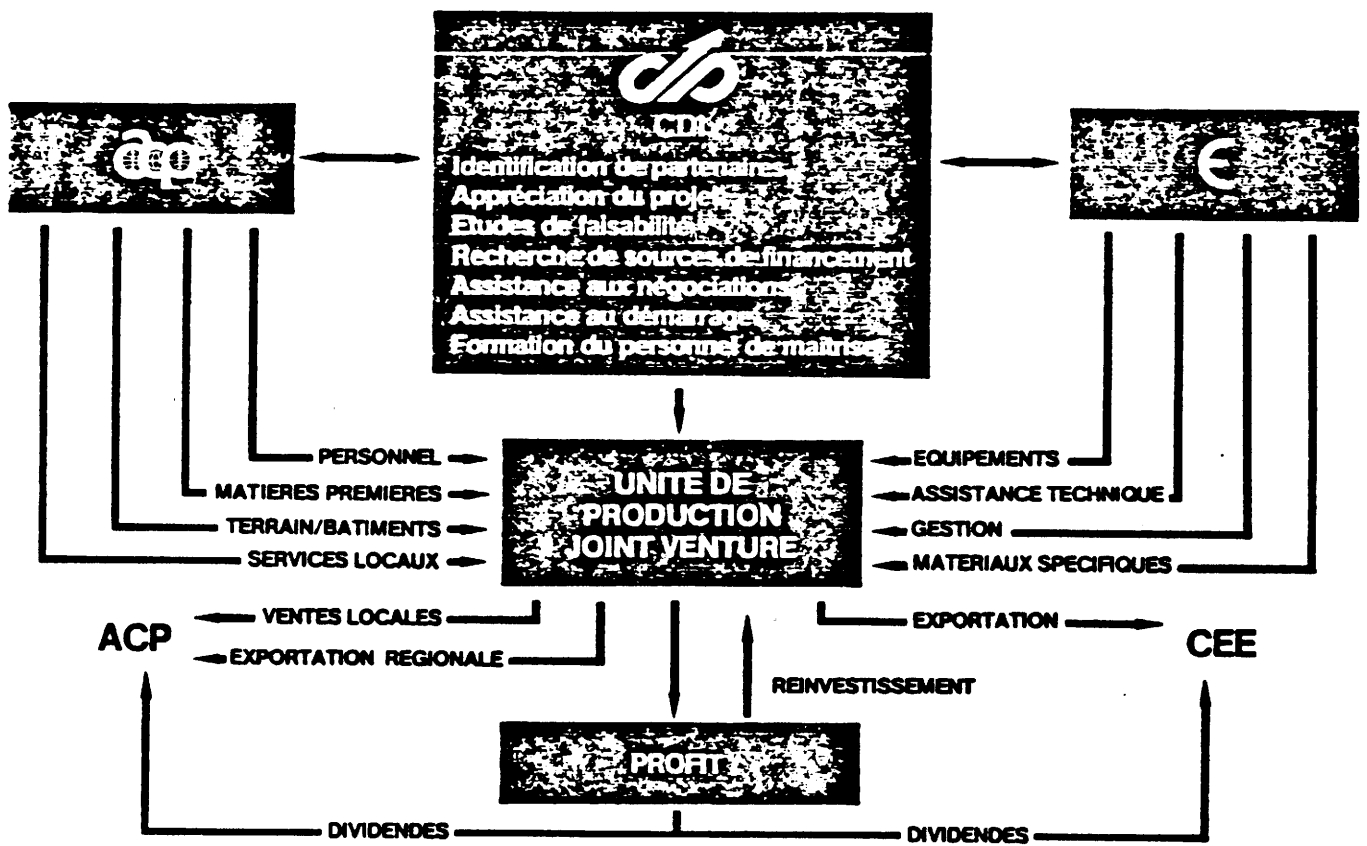 CDI
acp
€
Identification de partenaires
Appréciation du projet
Etudes de faisabilité
Recherche de sources de financement
Assistance aux négociations
Assistance au démarrage
Formation du personnel de maîtrise
PERSONNEL
MATIERES PREMIERES
TERRAIN/BATIMENTS
SERVICES LOCAUX
UNITE DE
PRODUCTION
JOINT VENTURE
EQUIPEMENTS
ASSISTANCE TECHNIQUE
GESTION
MATERIAUX SPECIFIQUES
VENTES LOCALES
EXPORTATION REGIONALE
ACP
EXPORTATION
CEE
REINVESTISSEMENT
PROFIT
DIVIDENDES
DIVIDENDES